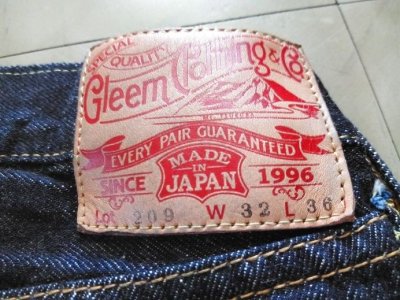 SPECIAL
QUALITY
Gleem Clothing & Co.
EVERY PAIR GUARANTEED
MADE
IN
SINCE JAPAN 1996
Lot 209 W 32 L 36